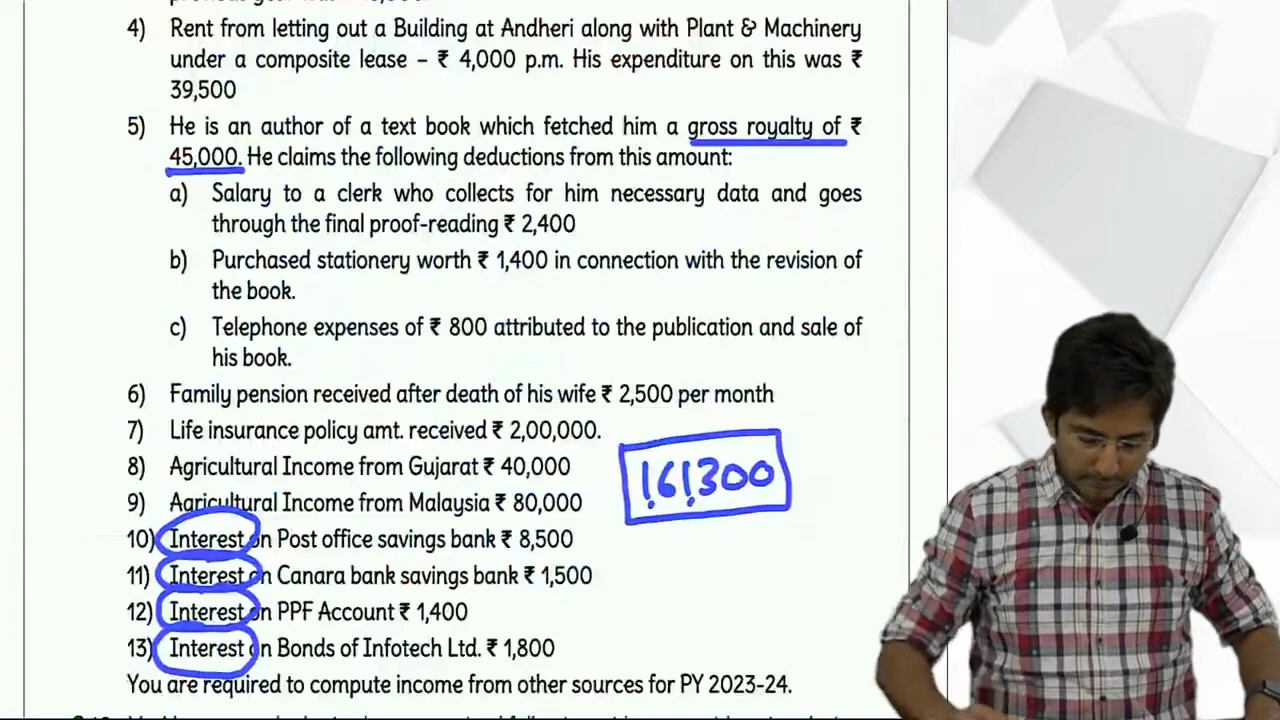 4) Rent from letting out a Building at Andheri along with Plant & Machinery
under a composite lease – ₹ 4,000 p.m. His expenditure on this was ₹
39,500
5) He is an author of a text book which fetched him a gross royalty of ₹
45,000. He claims the following deductions from this amount:
a) Salary to a clerk who collects for him necessary data and goes
through the final proof-reading ₹ 2,400
b) Purchased stationery worth ₹ 1,400 in connection with the revision of
the book.
c) Telephone expenses of ₹ 800 attributed to the publication and sale of
his book.
6) Family pension received after death of his wife ₹ 2,500 per month
7) Life insurance policy amt. received ₹ 2,00,000.
8) Agricultural Income from Gujarat ₹ 40,000
1,61,300
9) Agricultural Income from Malaysia ₹ 80,000
10) Interest on Post office savings bank ₹ 8,500
11) Interest on Canara bank savings bank ₹ 1,500
12) Interest on PPF Account ₹ 1,400
13) Interest on Bonds of Infotech Ltd. ₹ 1,800
You are required to compute income from other sources for PY 2023-24.